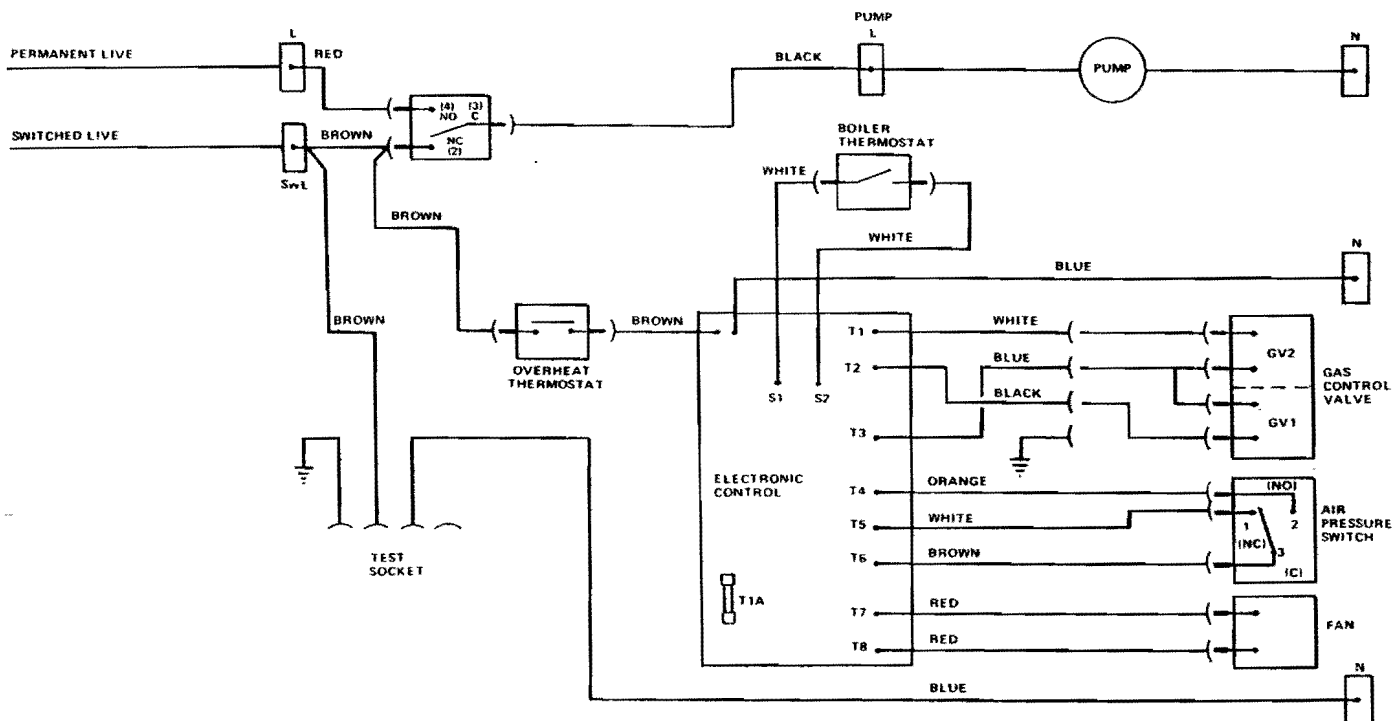 PUMP
L
L
N
PERMANENT LIVE
RED
BLACK
PUMP
(4)
NO
(3)
C
SWITCHED LIVE
BROWN
NC
(2)
BOILER
THERMOSTAT
SWL
WHITE
BROWN
WHITE
N
BLUE
BROWN
BROWN
T1
WHITE
GV2
OVERHEAT
THERMOSTAT
T2
BLUE
GAS
CONTROL
VALVE
S1
S2
BLACK
GV1
T3
ELECTRONIC
CONTROL
T4
ORANGE
(NO)
AIR
PRESSURE
SWITCH
T5
WHITE
1
2
(NC)
T6
BROWN
3
(C)
TEST
SOCKET
T1A
T7
RED
FAN
T8
RED
N
BLUE